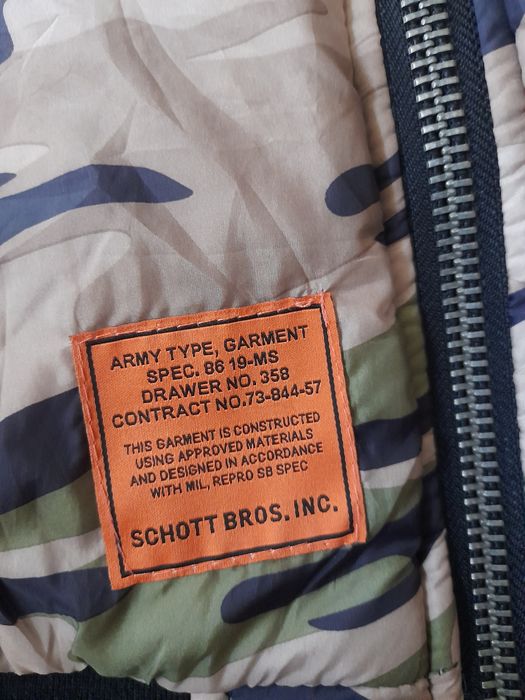 ARMY TYPE, GARMENT
SPEC. 86 19-MS
DRAWER NO. 358
CONTRACT NO.73-844-57
THIS GARMENT IS CONSTRUCTED
USING APPROVED MATERIALS
AND DESIGNED IN ACCORDANCE
WITH MIL, REPRO SB SPEC
SCHOTT BROS. INC.